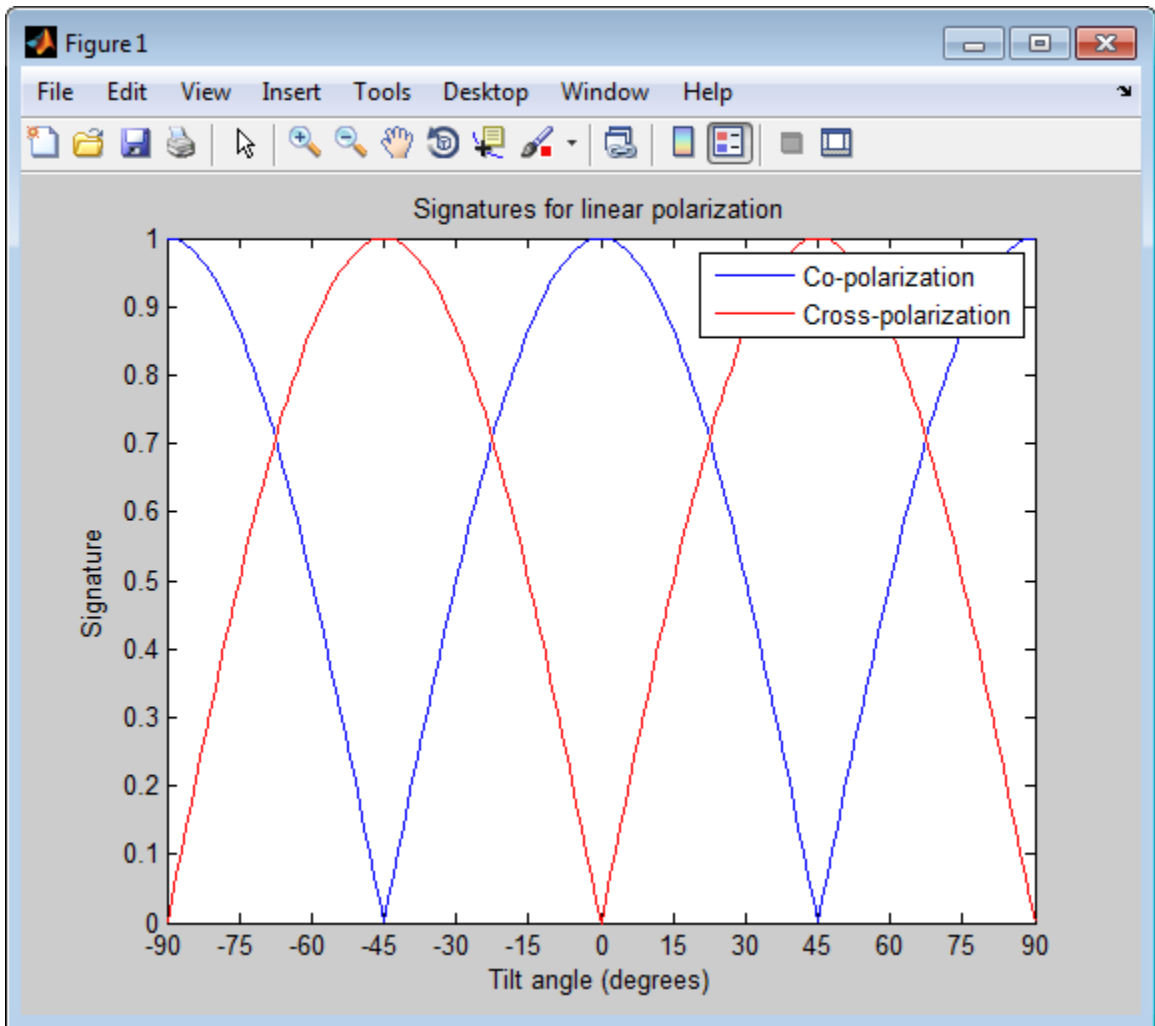 Figure 1
File Edit View Insert Tools Desktop Window Help
Signatures for linear polarization
Co-polarization
Cross-polarization
1
0.9
0.8
0.7
0.6
0.5
0.4
0.3
0.2
0.1
0
Signature
-90 -75 -60 -45 -30 -15 0 15 30 45 60 75 90
Tilt angle (degrees)